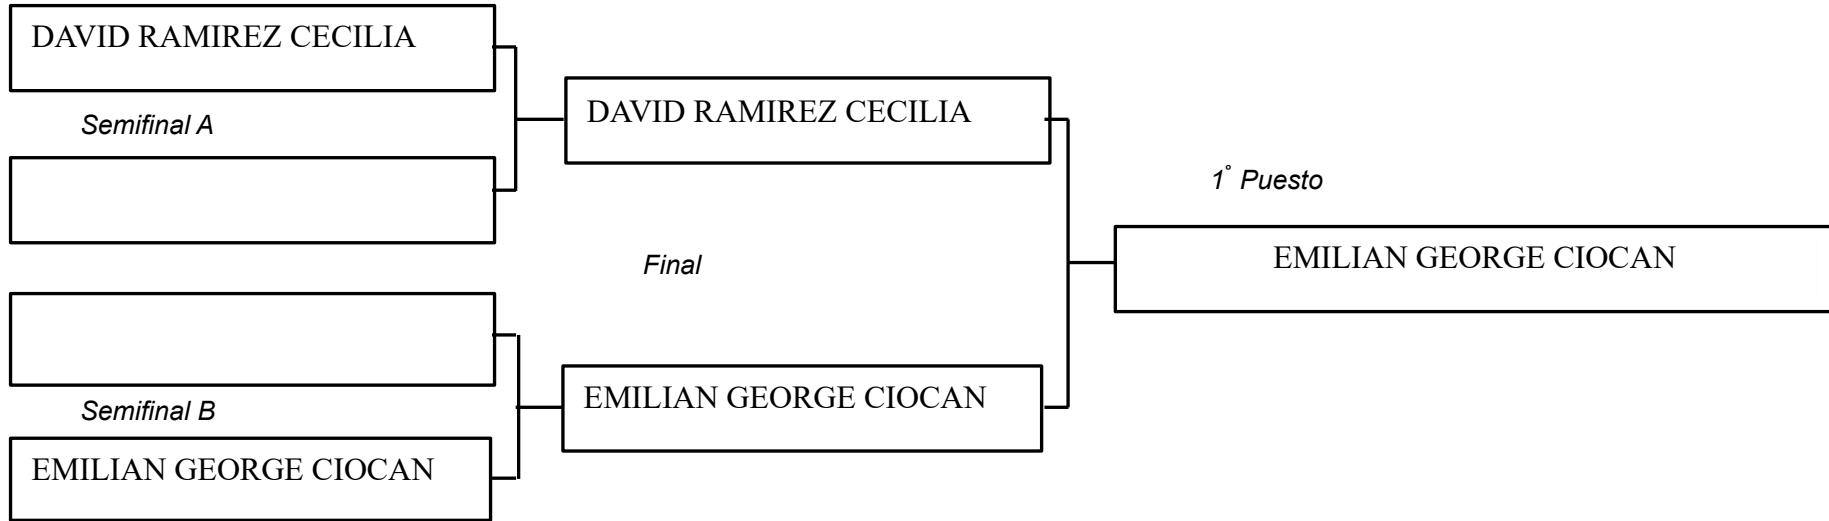 DAVID RAMIREZ CECILIA
Semifinal A
DAVID RAMIREZ CECILIA
1º Puesto
Final
EMILIAN GEORGE CIOCAN
Semifinal B
EMILIAN GEORGE CIOCAN
EMILIAN GEORGE CIOCAN